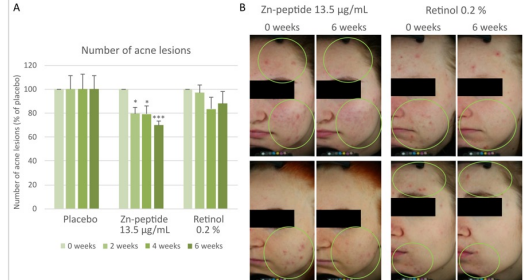 A
Number of acne lesions
Number of acne lesions (% of placebo)
120
100
80
60
40
20
0
* * ***
Placebo
Zn-peptide
13.5 µg/mL
Retinol
0.2 %
0 weeks 2 weeks 4 weeks 6 weeks
B
Zn-peptide 13.5 µg/mL
0 weeks 6 weeks
Retinol 0.2 %
0 weeks 6 weeks